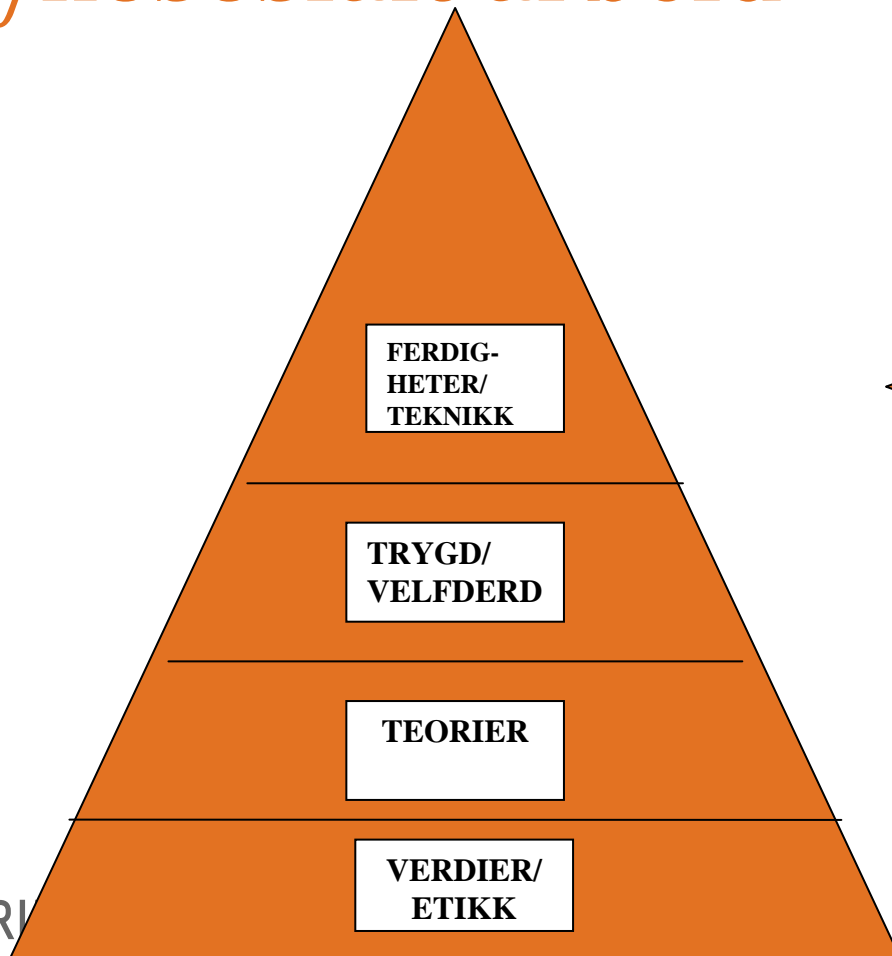 FERDIG-
HETER/
TEKNIKK
TRYGD/
VELFDERD
TEORIER
VERDIER/
ETIKK